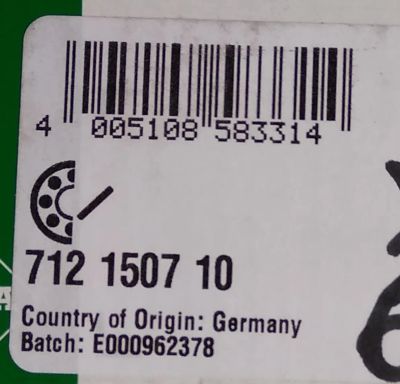 4 005108 583314
712 1507 10
Country of Origin: Germany
Batch: E000962378